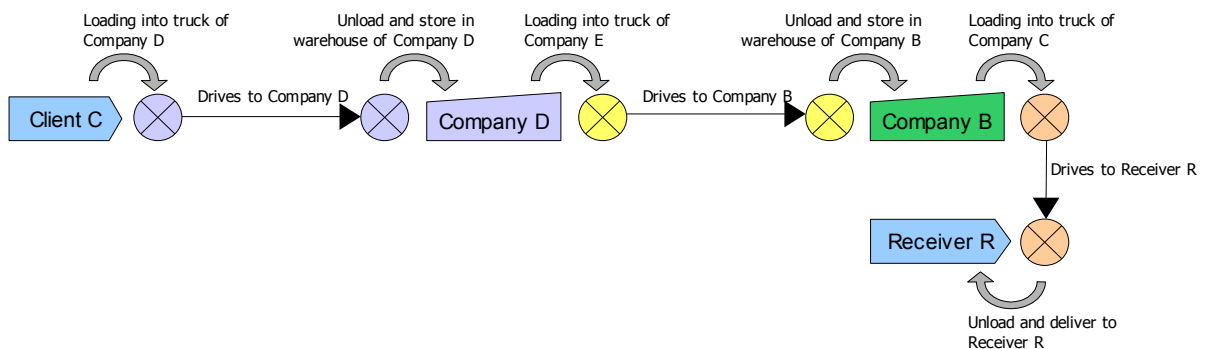 Loading into truck of
Company D
Unload and store in
warehouse of Company D
Loading into truck of
Company E
Unload and store in
warehouse of Company B
Loading into truck of
Company C
Client C
Drives to Company D
Company D
Drives to Company B
Company B
Drives to Receiver R
Receiver R
Unload and deliver to
Receiver R